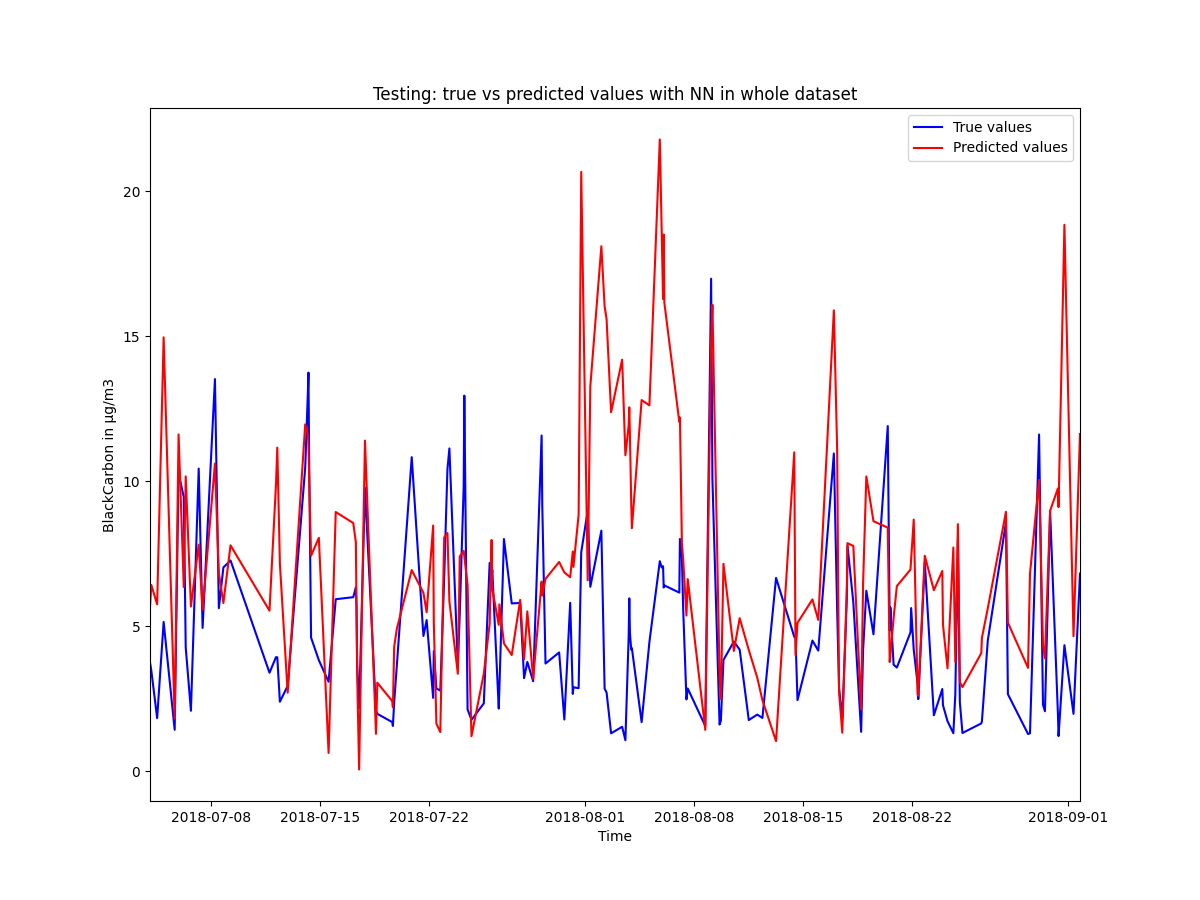 Testing: true vs predicted values with NN in whole dataset
True values
Predicted values
BlackCarbon in µg/m3
20
15
10
5
0
2018-07-08
2018-07-15
2018-07-22
2018-08-01
2018-08-08
2018-08-15
2018-08-22
2018-09-01
Time